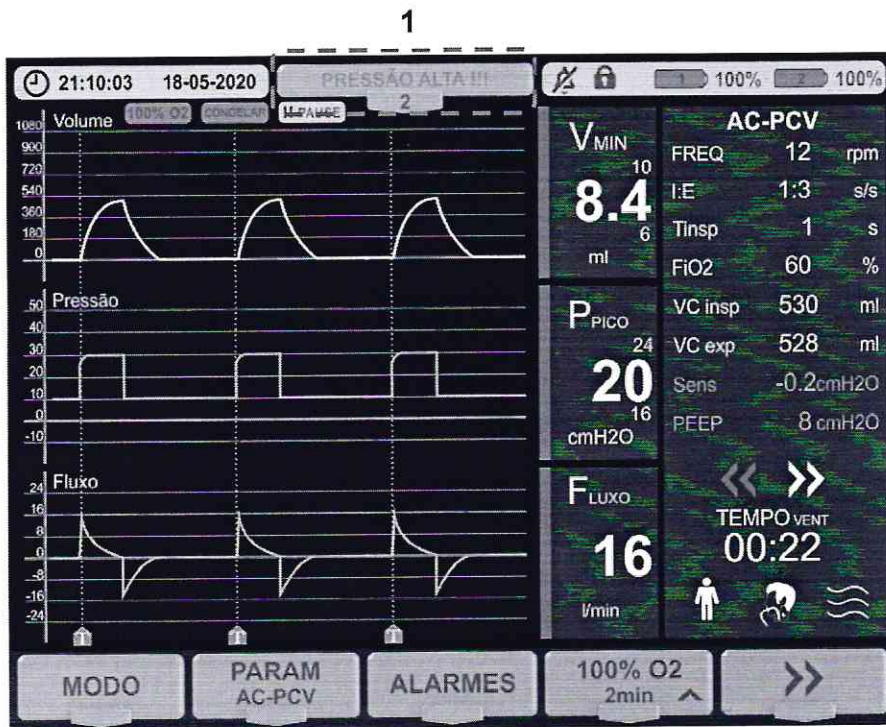 1
21:10:03 18-05-2020
PRESSÃO ALTA !!!
2
1 100% 2 100%
Volume 100% O2 CONGELAR II PAUSE
1080
900
720
540
360
180
0
Pressão
50
40
30
20
10
0
-10
Fluxo
24
16
8
0
-8
-16
-24
VMIN
10
8.4
6
ml
PPICO
24
20
16
cmH2O
FLUXO
16
l/min
AC-PCV
FREQ 12 rpm
I:E 1:3 s/s
Tinsp 1 s
FiO2 60 %
VC insp 530 ml
VC exp 528 ml
Sens -0.2cmH2O
PEEP 8 cmH2O
TEMPO VENT
00:22
MODO
PARAM
AC-PCV
ALARMES
100% O2
2min